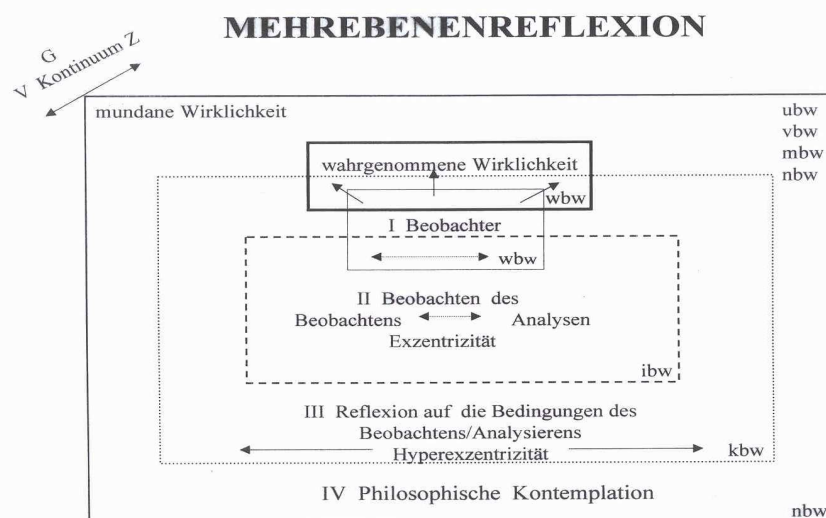 MEHREBENENREFLEXION
G
V Kontinuum Z
mundane Wirklichkeit
ubw
vbw
mbw
nbw
wahrgenommene Wirklichkeit
wbw
I Beobachter
wbw
II Beobachten des
Beobachtens Analysen
Exzentrizität
ibw
III Reflexion auf die Bedingungen des
Beobachtens/Analysierens
Hyperexzentrizität
kbw
IV Philosophische Kontemplation
nbw